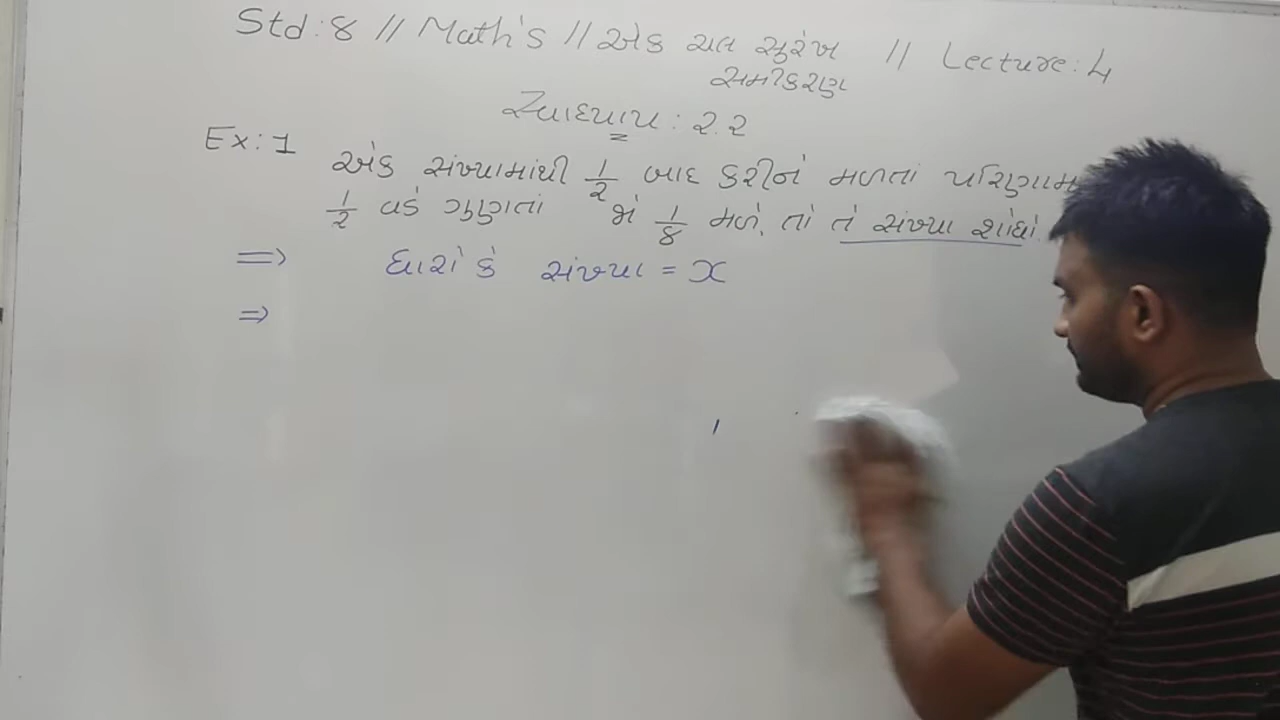 Std: 8 // Math's // એક ચલ સુરેખ // Lecture: 4
સમીકરણ
સ્વાધ્યાય : 2.2
Ex: 1 એક સંખ્યામાંથી 1/2 બાદ કરીને મળતા પરિણામ
1/2 વડે ગુણતા જો 1/8 મળે, તો તે સંખ્યા શોધો.
=> ધારો કે સંખ્યા = x
=>